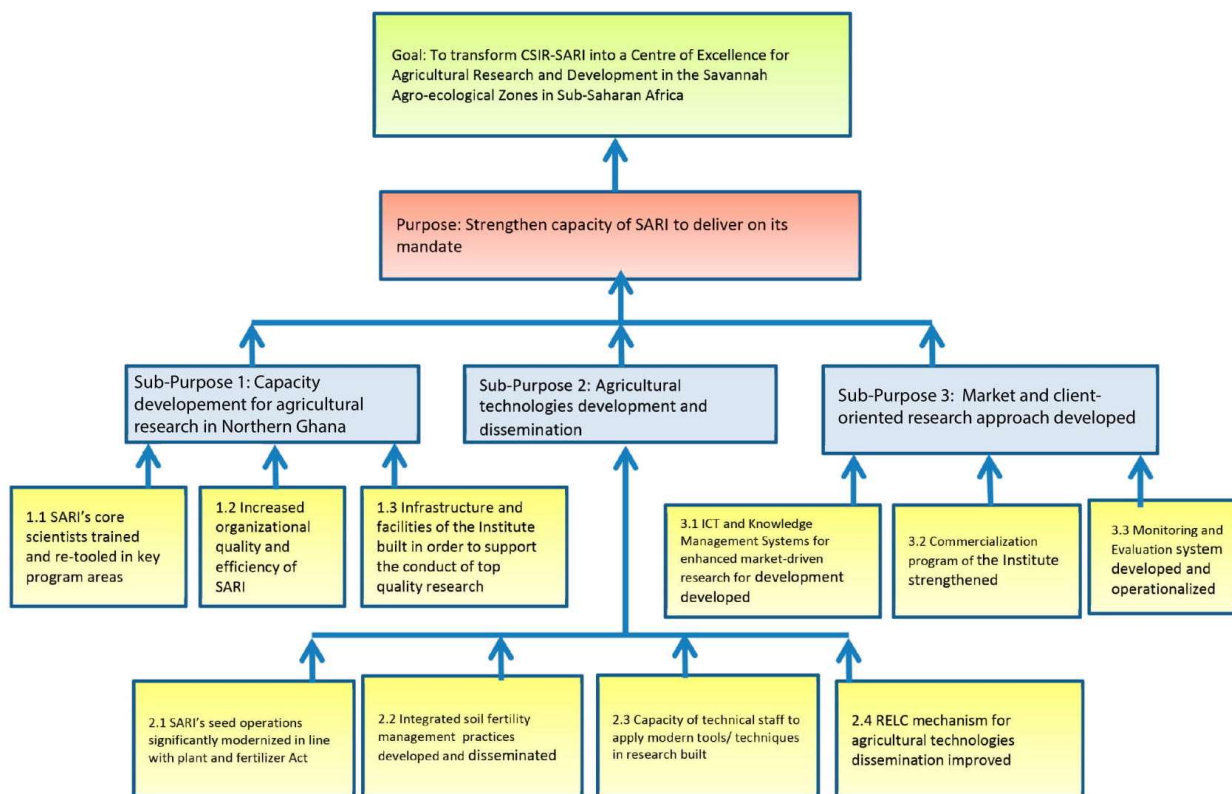 Goal: To transform CSIR-SARI into a Centre of Excellence for
Agricultural Research and Development in the Savannah
Agro-ecological Zones in Sub-Saharan Africa
Purpose: Strengthen capacity of SARI to deliver on its
mandate
Sub-Purpose 1: Capacity
developement for agricultural
research in Northern Ghana
Sub-Purpose 2: Agricultural
technologies development and
dissemination
Sub-Purpose 3: Market and client-
oriented research approach developed
1.1 SARI's core
scientists trained
and re-tooled in key
program areas
1.2 Increased
organizational
quality and
efficiency of
SARI
1.3 Infrastructure and
facilities of the Institute
built in order to support
the conduct of top
quality research
3.1 ICT and Knowledge
Management Systems for
enhanced market-driven
research for development
developed
3.2 Commercialization
program of the Institute
strengthened
3.3 Monitoring and
Evaluation system
developed and
operationalized
2.1 SARI's seed operations
significantly modernized in line
with plant and fertilizer Act
2.2 Integrated soil fertility
management practices
developed and disseminated
2.3 Capacity of technical staff to
apply modern tools/ techniques
in research built
2.4 RELC mechanism for
agricultural technologies
dissemination improved